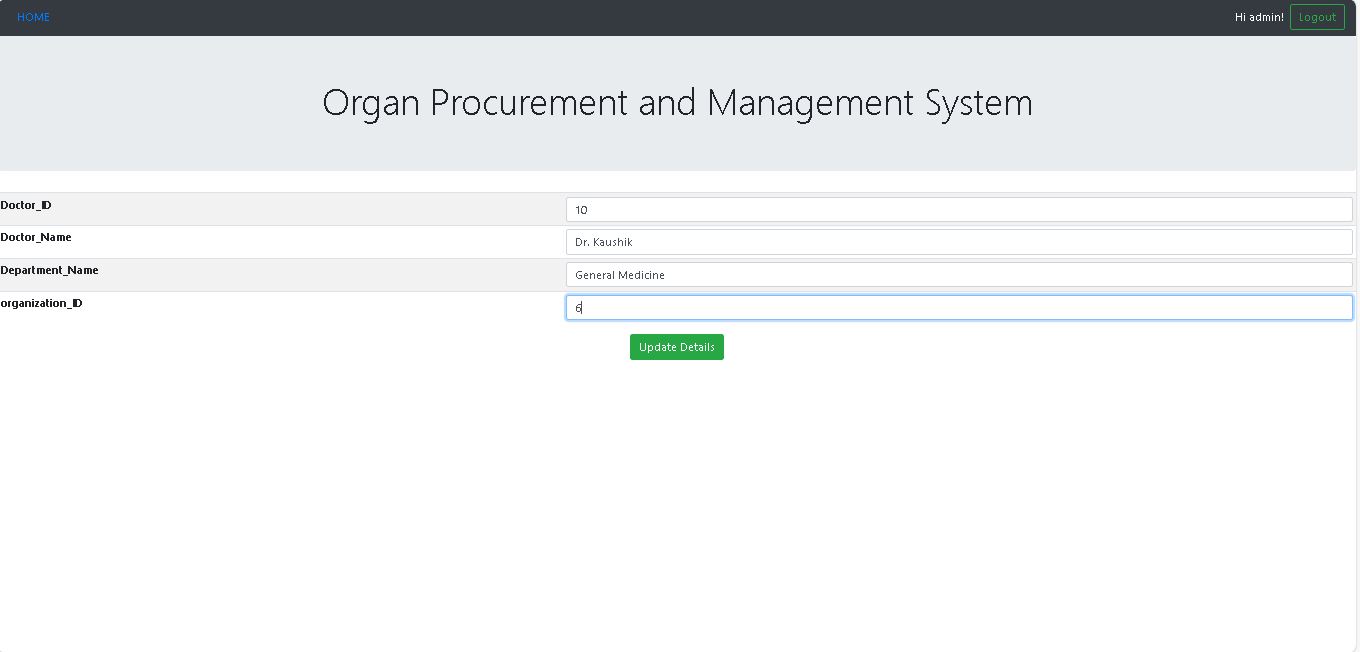 HOME Hi admin! Logout
Organ Procurement and Management System
Doctor_ID 10
Doctor_Name Dr. Kaushik
Department_Name General Medicine
organization_ID 6
Update Details